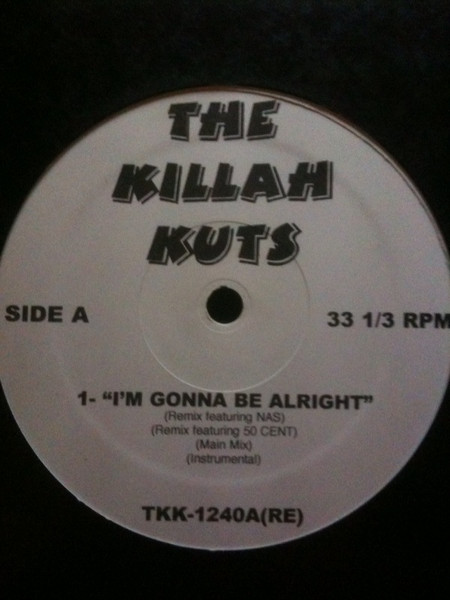 THE
KILLAH
KUTS
SIDE A
33 1/3 RPM
1- "I'M GONNA BE ALRIGHT"
(Remix featuring NAS)
(Remix featuring 50 CENT)
(Main Mix)
(Instrumental)
TKK-1240A(RE)